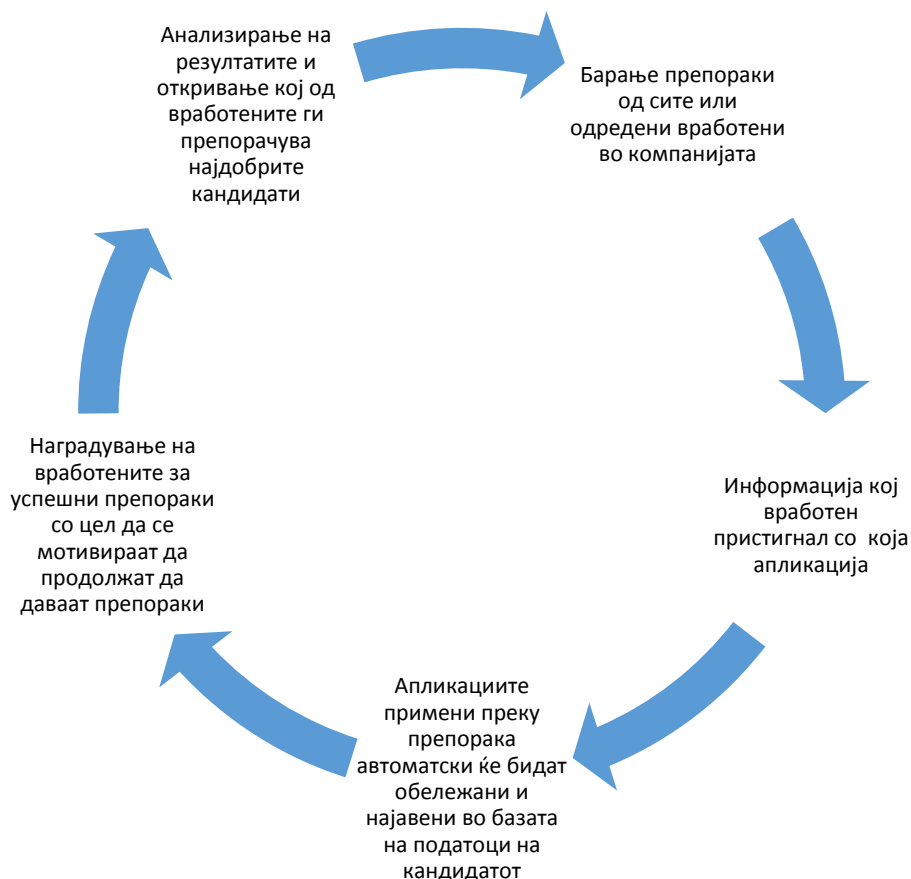 Анализирање на
резултатите и
откривање кој од
вработените ги
препорачува
најдобрите
кандидати
Барање препораки
од сите или
одредени вработени
во компанијата
Информација кој
вработен
пристигнал со која
апликација
Апликациите
примени преку
препорака
автоматски ќе бидат
обележани и
најавени во базата
на податоци на
кандидатот
Наградување на
вработените за
успешни препораки
со цел да се
мотивираат да
продолжат да
даваат препораки